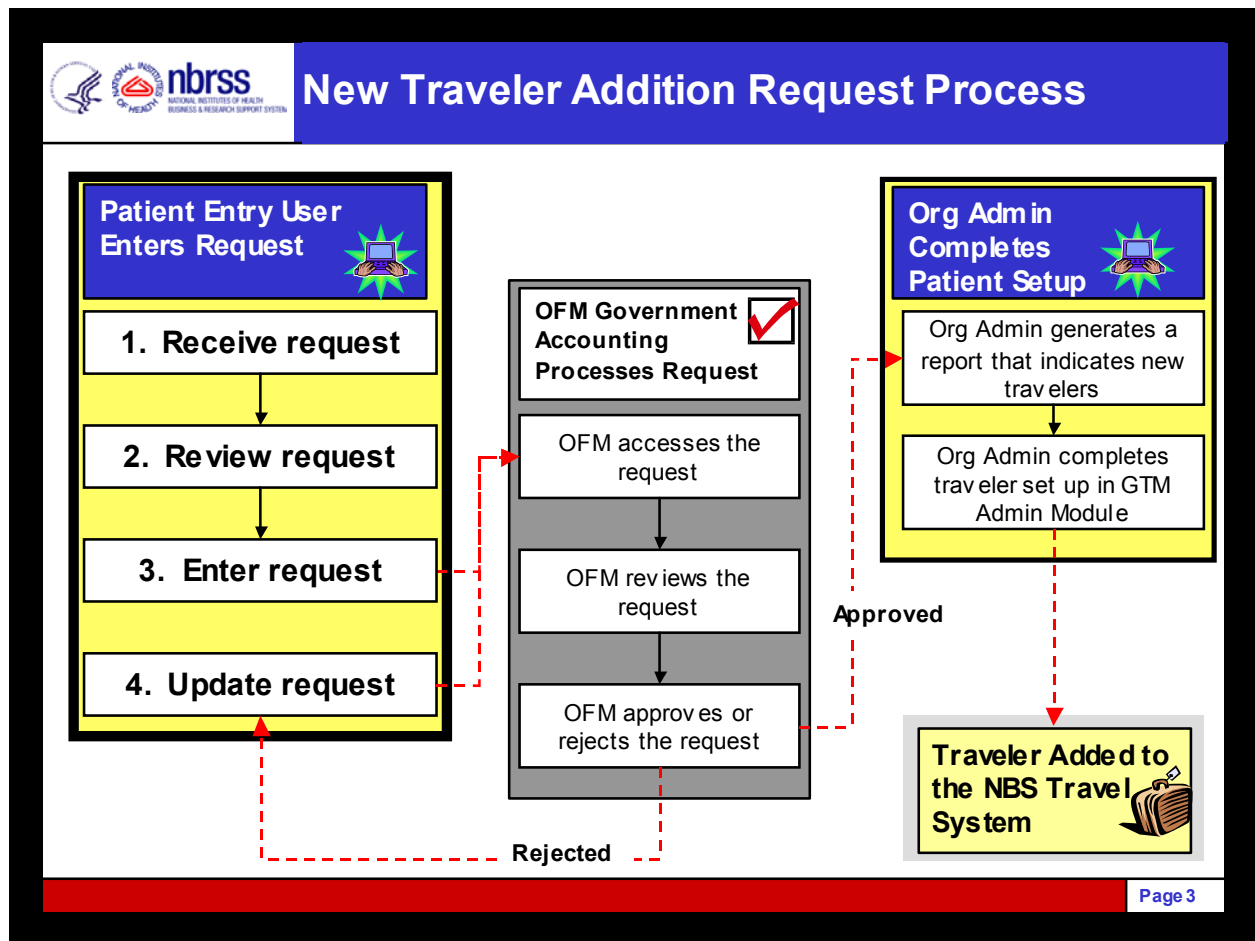 NATIONAL INSTITUTES
OF HEALTH
nbrss
NATIONAL INSTITUTES OF HEALTH
BUSINESS & RESEARCH SUPPORT SYSTEM
New Traveler Addition Request Process
Patient Entry User
Enters Request
1. Receive request
2. Review request
3. Enter request
4. Update request
OFM Government
Accounting
Processes Request
OFM accesses the
request
OFM reviews the
request
OFM approves or
rejects the request
Rejected
Approved
Org Admin
Completes
Patient Setup
Org Admin generates a
report that indicates new
travelers
Org Admin completes
traveler set up in GTM
Admin Module
Traveler Added to
the NBS Travel
System
Page 3